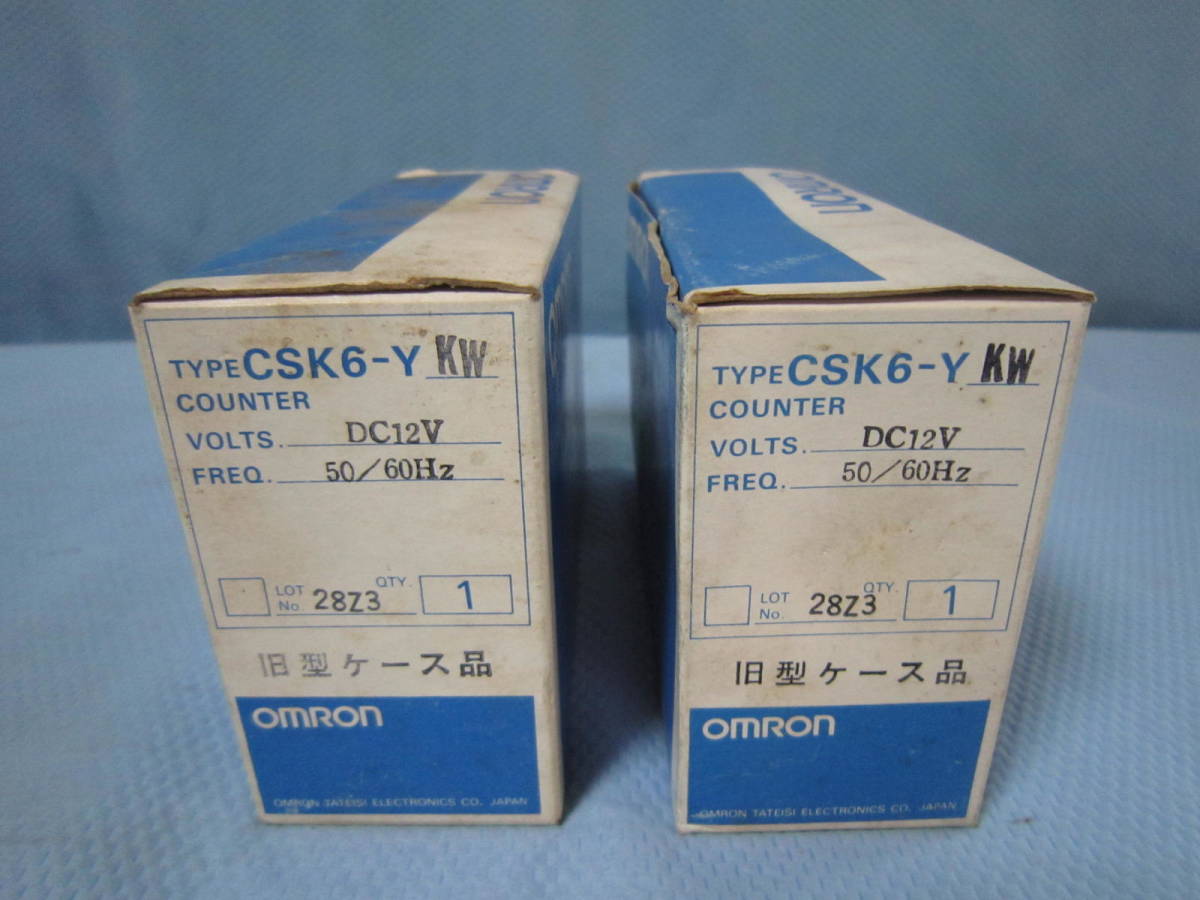 OMRON
TYPE CSK6-Y KW
COUNTER
VOLTS. DC12V
FREQ. 50/60Hz
LOT No. 28Z3 QTY. 1
旧型ケース品
OMRON
OMRON TATEISI ELECTRONICS CO. JAPAN
OMRON
TYPE CSK6-Y KW
COUNTER
VOLTS. DC12V
FREQ. 50/60Hz
LOT No. 28Z3 QTY. 1
旧型ケース品
OMRON
OMRON TATEISI ELECTRONICS CO. JAPAN